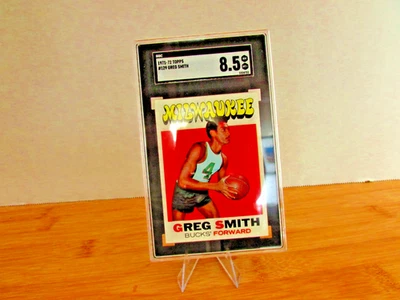 1971-72 TOPPS
#129 GREG SMITH
8.5
MILWAUKEE
4
GREG SMITH
BUCKS' FORWARD